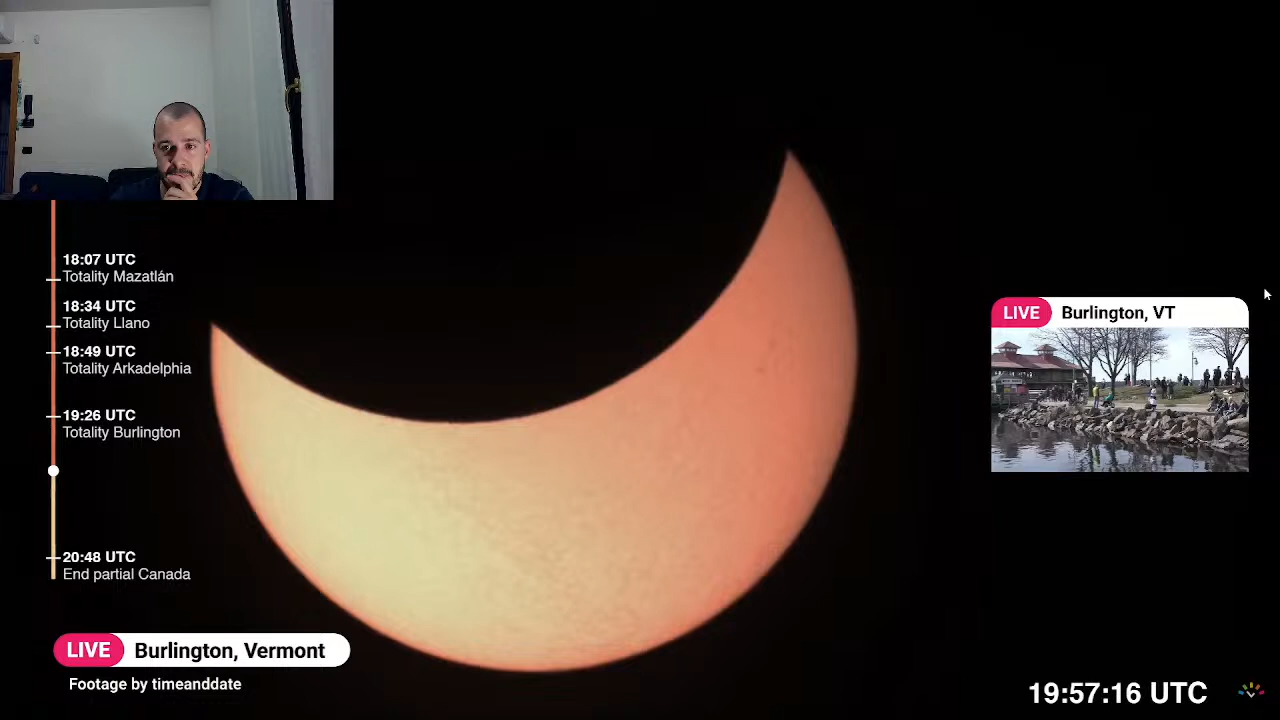 18:07 UTC
Totality Mazatlán
18:34 UTC
Totality Llano
18:49 UTC
Totality Arkadelphia
19:26 UTC
Totality Burlington
20:48 UTC
End partial Canada
LIVE Burlington, VT
LIVE Burlington, Vermont
Footage by timeanddate
19:57:16 UTC